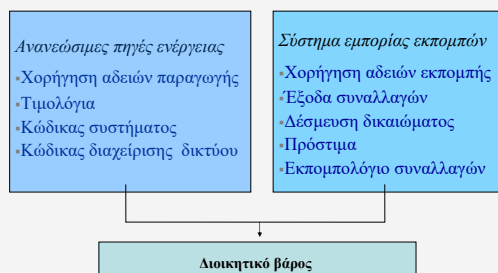 Ανανεώσιμες πηγές ενέργειας
▪Χορήγηση αδειών παραγωγής
▪Τιμολόγια
▪Κώδικας συστήματος
▪Κώδικας διαχείρισης δικτύου
Σύστημα εμπορίας εκπομπών
▪Χορήγηση αδειών εκπομπής
▪Έξοδα συναλλαγών
▪Δέσμευση δικαιώματος
▪Πρόστιμα
▪Εκπομπολόγιο συναλλαγών
Διοικητικό βάρος